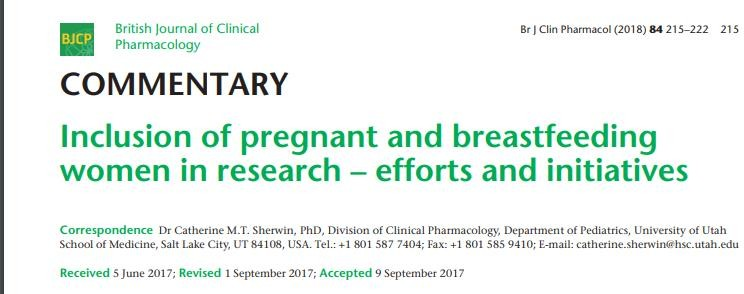 BJCP
British Journal of Clinical
Pharmacology
Br J Clin Pharmacol (2018) 84 215–222 215
COMMENTARY
Inclusion of pregnant and breastfeeding
women in research – efforts and initiatives
Correspondence Dr Catherine M.T. Sherwin, PhD, Division of Clinical Pharmacology, Department of Pediatrics, University of Utah
School of Medicine, Salt Lake City, UT 84108, USA. Tel.: +1 801 587 7404; Fax: +1 801 585 9410; E-mail: catherine.sherwin@hsc.utah.edu
Received 5 June 2017; Revised 1 September 2017; Accepted 9 September 2017